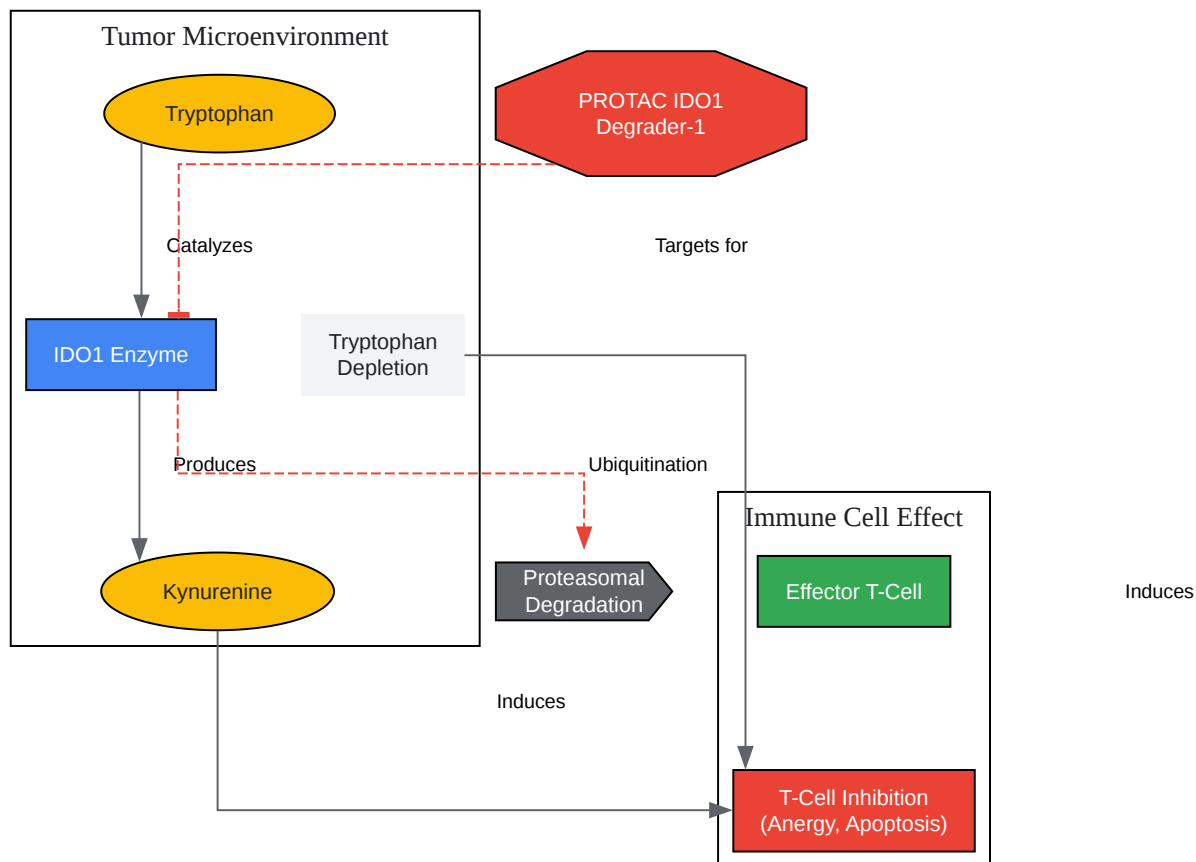 Tumor Microenvironment
Tryptophan
PROTAC IDO1
Degrader-1
Catalyzes
Targets for
IDO1 Enzyme
Tryptophan
Depletion
Produces
Ubiquitination
Immune Cell Effect
Kynurenine
Proteasomal
Degradation
Effector T-Cell
Induces
Induces
T-Cell Inhibition
(Anergy, Apoptosis)